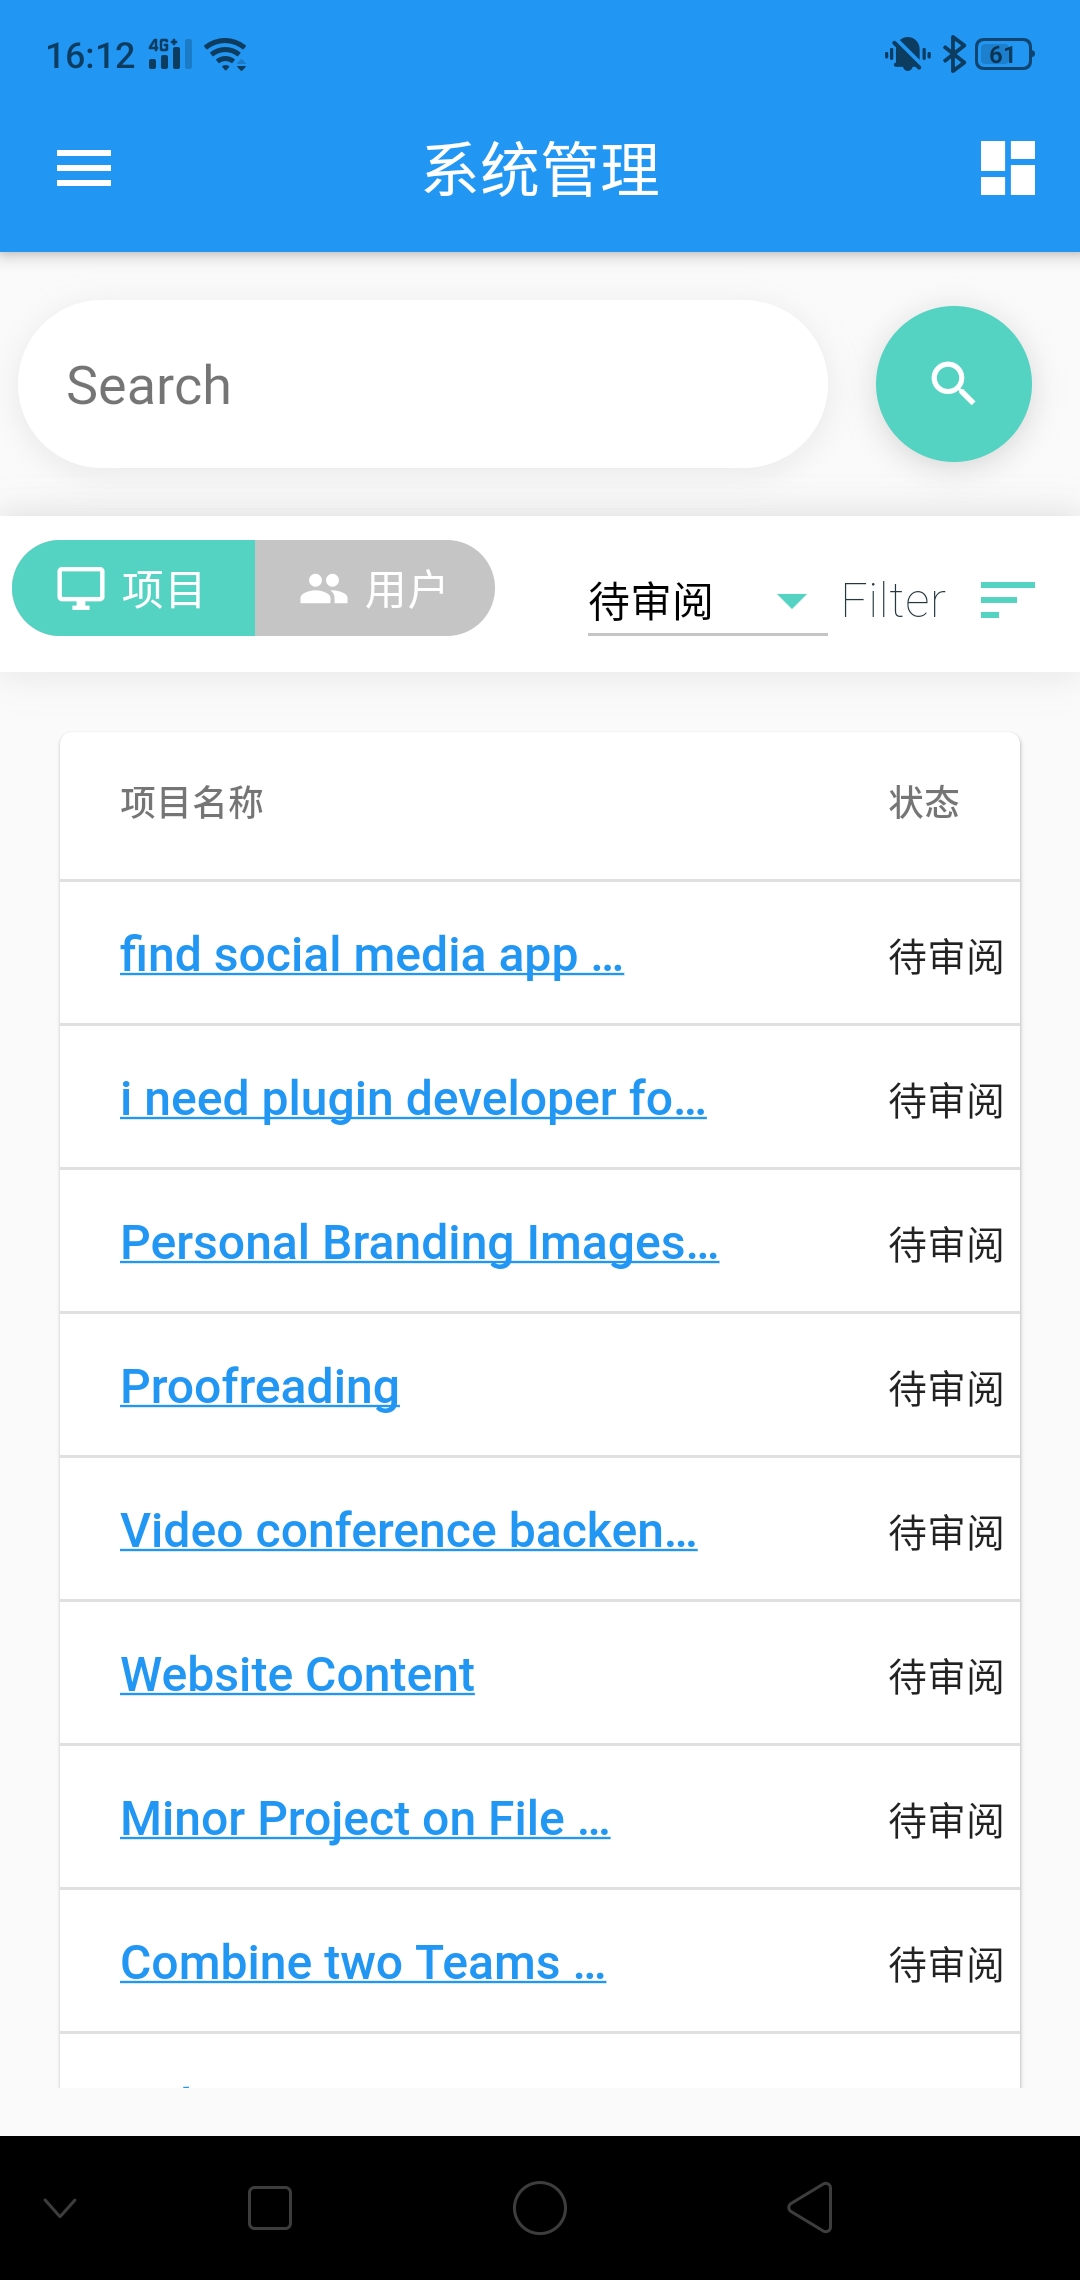 16:12 4G+ 61
系统管理
Search
项目 用户 待审阅 Filter
项目名称 状态
find social media app ... 待审阅
i need plugin developer fo... 待审阅
Personal Branding Images... 待审阅
Proofreading 待审阅
Video conference backen... 待审阅
Website Content 待审阅
Minor Project on File ... 待审阅
Combine two Teams ... 待审阅